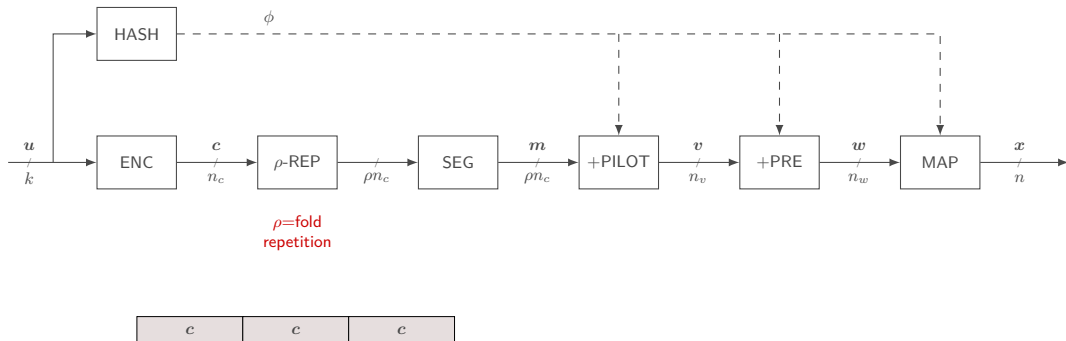 HASH
ϕ
u
k
ENC
c
n_c
ρ-REP
ρn_c
SEG
m
ρn_c
+PILOT
v
n_v
+PRE
w
n_w
MAP
x
n
ρ=fold
repetition
c c c